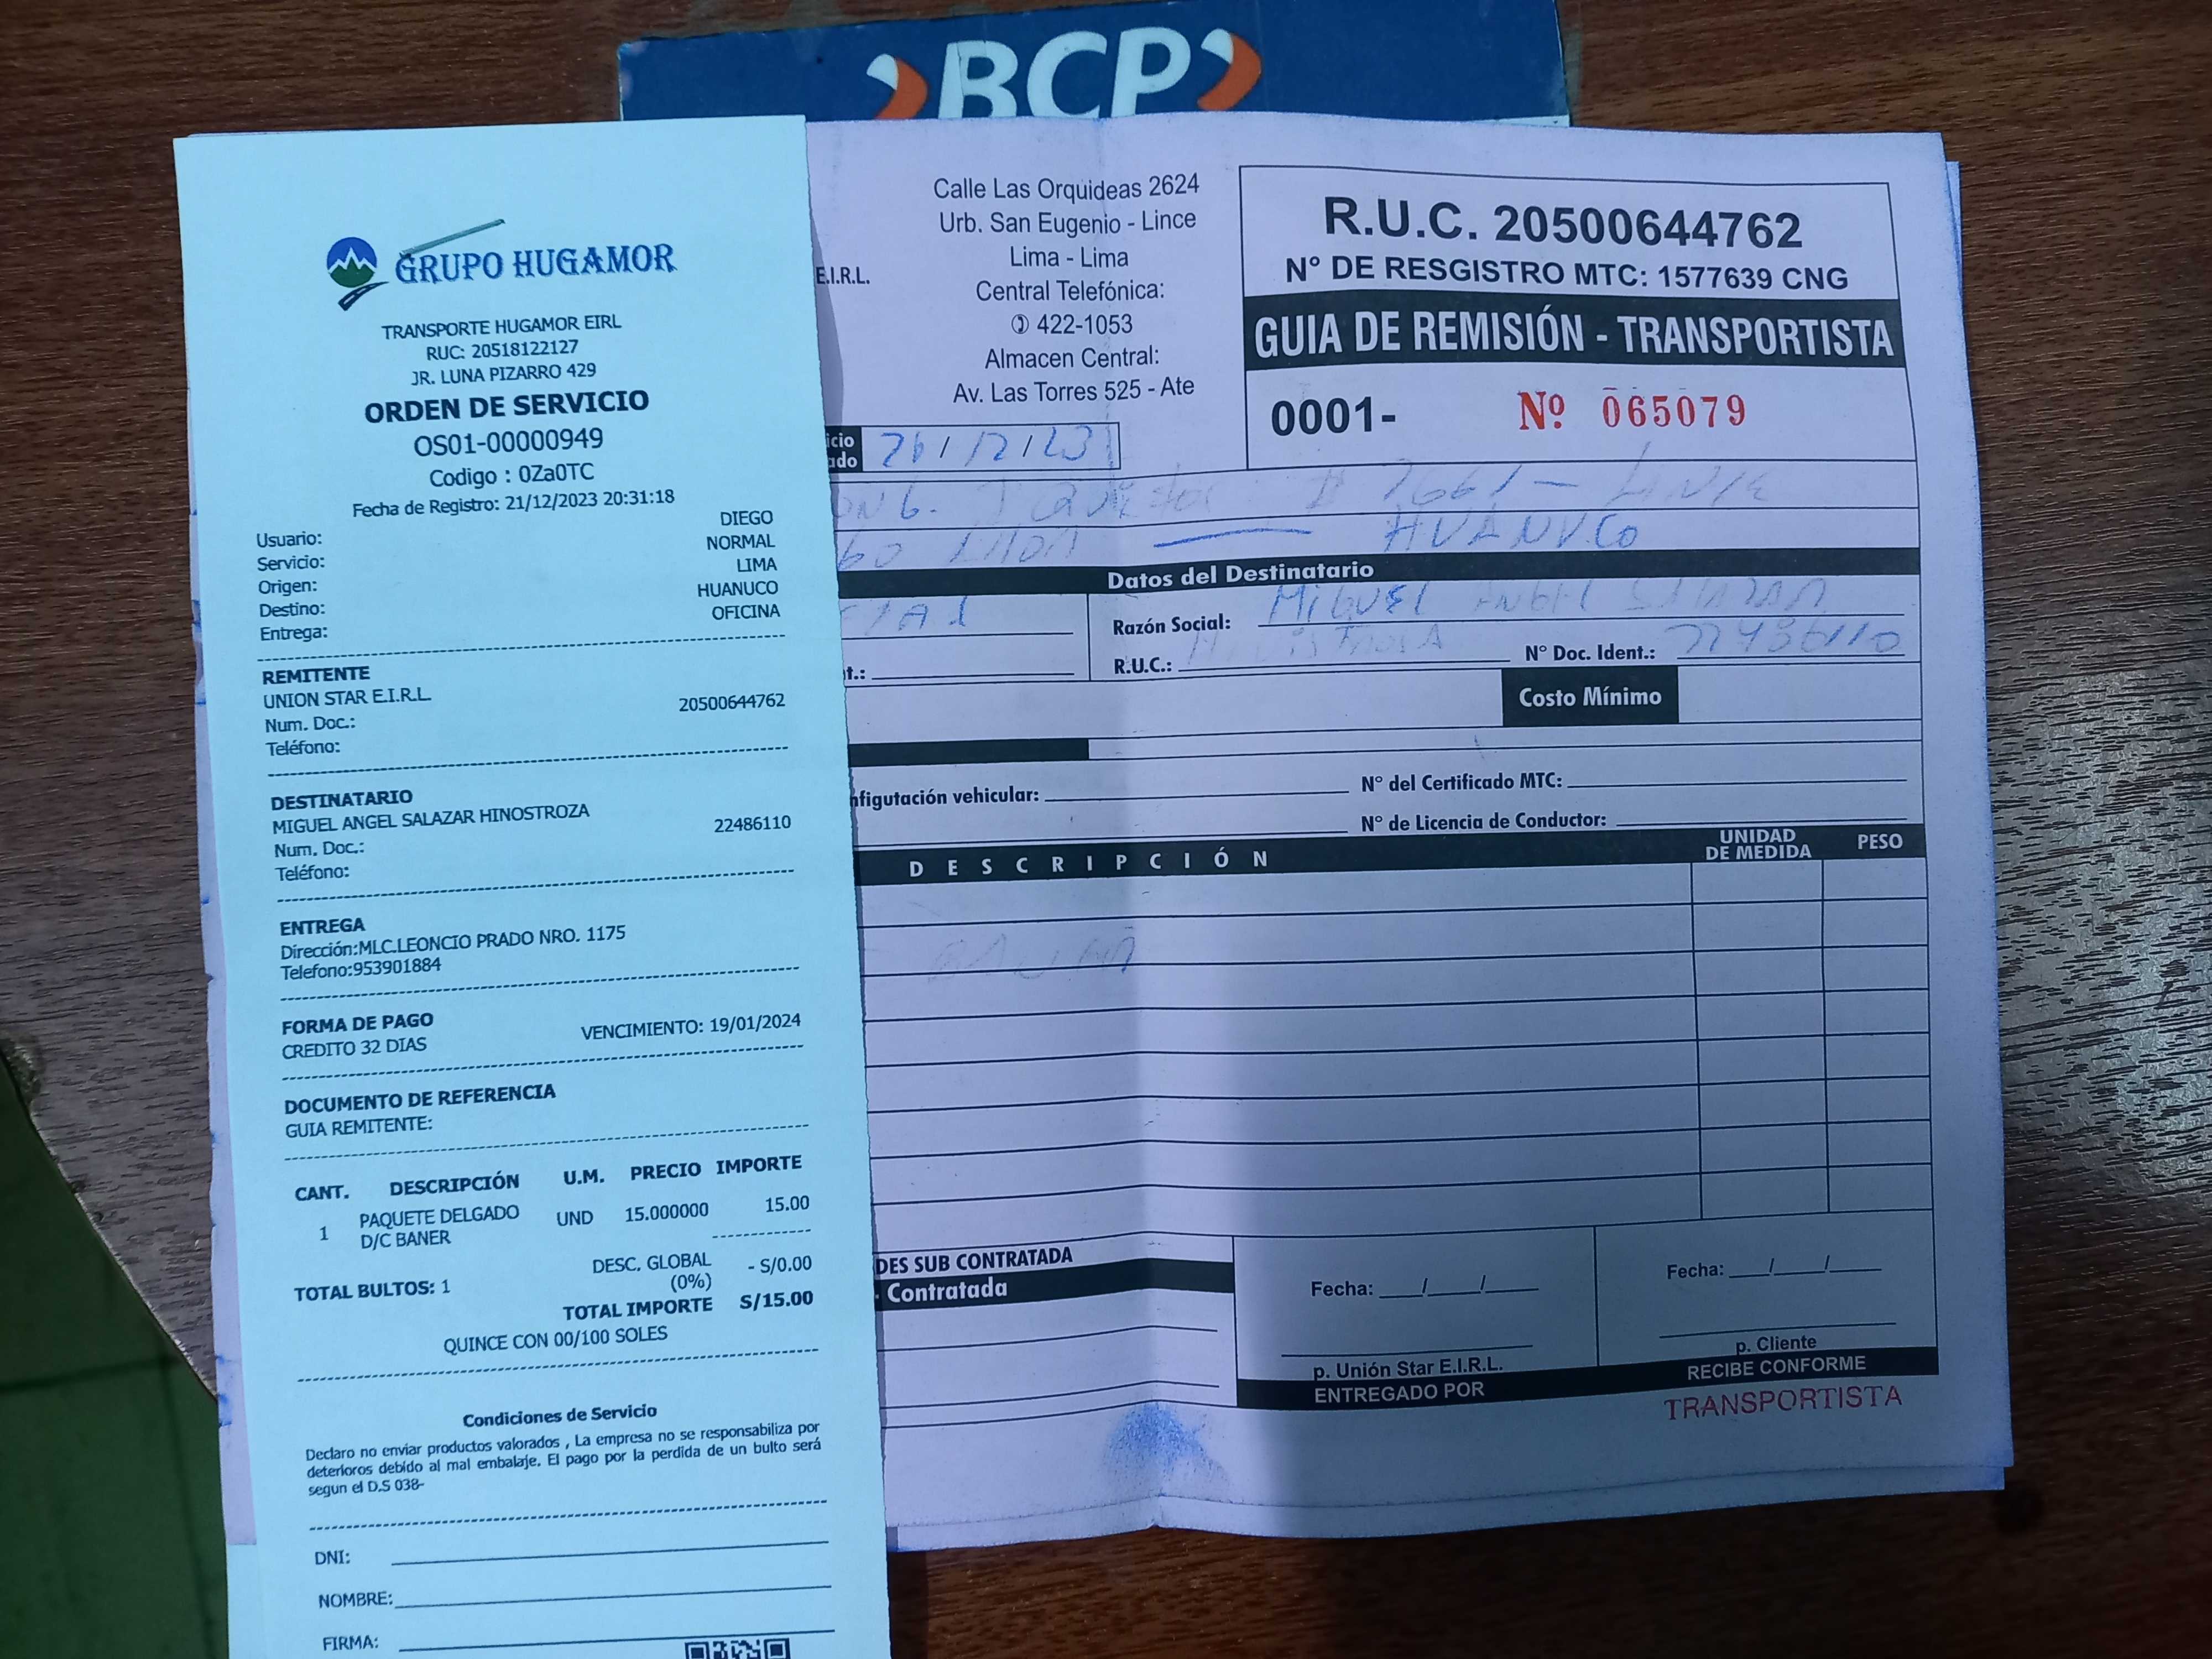 BCP
GRUPO HUGAMOR
TRANSPORTE HUGAMOR EIRL
RUC: 20518122127
JR. LUNA PIZARRO 429
ORDEN DE SERVICIO
OS01-00000949
Codigo : 0Za0TC
Fecha de Registro: 21/12/2023 20:31:18
Usuario: DIEGO
Servicio: NORMAL
Origen: LIMA
Destino: HUANUCO
Entrega: OFICINA
REMITENTE
UNION STAR E.I.R.L.
Num. Doc.: 20500644762
Teléfono:
DESTINATARIO
MIGUEL ANGEL SALAZAR HINOSTROZA
Num. Doc.: 22486110
Teléfono:
ENTREGA
Dirección:MLC.LEONCIO PRADO NRO. 1175
Telefono:953901884
FORMA DE PAGO
CREDITO 32 DIAS VENCIMIENTO: 19/01/2024
DOCUMENTO DE REFERENCIA
GUIA REMITENTE:
CANT. DESCRIPCIÓN U.M. PRECIO IMPORTE
1 PAQUETE DELGADO UND 15.000000 15.00
D/C BANER
DESC. GLOBAL - S/0.00
(0%)
TOTAL BULTOS: 1
TOTAL IMPORTE S/15.00
QUINCE CON 00/100 SOLES
Condiciones de Servicio
Declaro no enviar productos valorados , La empresa no se responsabiliza por
deterioros debido al mal embalaje. El pago por la perdida de un bulto será
segun el D.S 038-
DNI:
NOMBRE:
FIRMA:
E.I.R.L.
Calle Las Orquideas 2624
Urb. San Eugenio - Lince
Lima - Lima
Central Telefónica:
422-1053
Almacen Central:
Av. Las Torres 525 - Ate
R.U.C. 20500644762
N° DE RESGISTRO MTC: 1577639 CNG
GUIA DE REMISIÓN - TRANSPORTISTA
0001- Nº 065079
HUANUCO
Datos del Destinatario
Razón Social: MIGUEL ANGEL SALAZAR
R.U.C.: N° Doc. Ident.:
Costo Mínimo
nfigutación vehicular: N° del Certificado MTC:
N° de Licencia de Conductor:
DESCRIPCIÓN UNIDAD DE MEDIDA PESO
DES SUB CONTRATADA
Contratada
Fecha: ___/___/___ Fecha: ___/___/___
p. Unión Star E.I.R.L. p. Cliente
ENTREGADO POR RECIBE CONFORME
TRANSPORTISTA